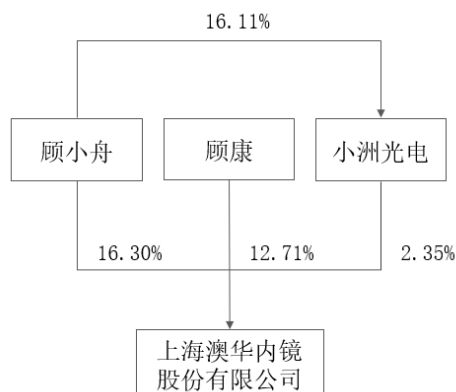 16.11%
顾小舟
顾康
小洲光电
16.30%
12.71%
2.35%
上海澳华内镜
股份有限公司